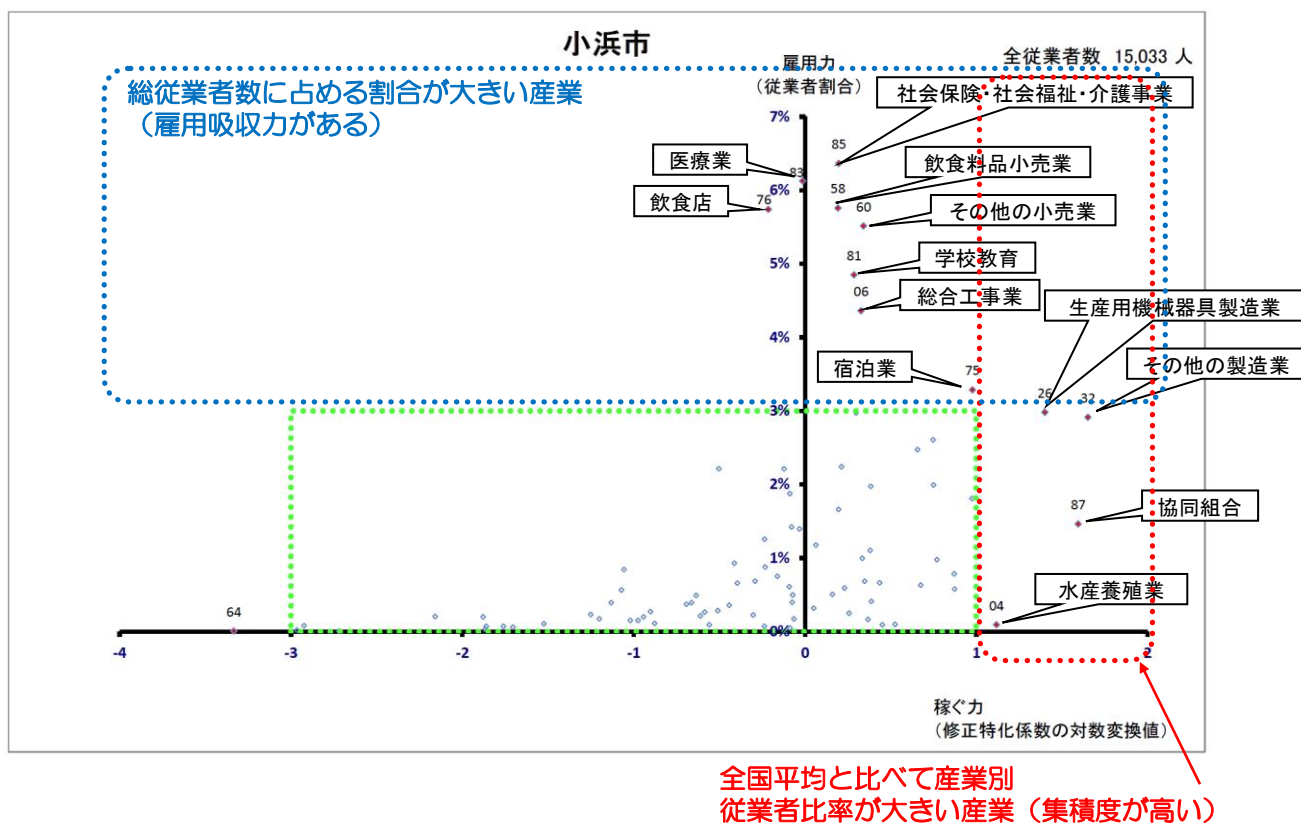 小浜市
雇用力
（従業者割合）
全従業者数 15,033 人
総従業者数に占める割合が大きい産業
（雇用吸収力がある）
社会保険・社会福祉・介護事業
7%
85
医療業
飲食料品小売業
83
6%
58
飲食店
76
60
その他の小売業
81
学校教育
5%
06
総合工事業
生産用機械器具製造業
4%
宿泊業
75
その他の製造業
26
32
3%
2%
87
協同組合
1%
水産養殖業
64
04
0%
-4
-3
-2
-1
0
1
2
稼ぐ力
（修正特化係数の対数変換値）
全国平均と比べて産業別
従業者比率が大きい産業（集積度が高い）